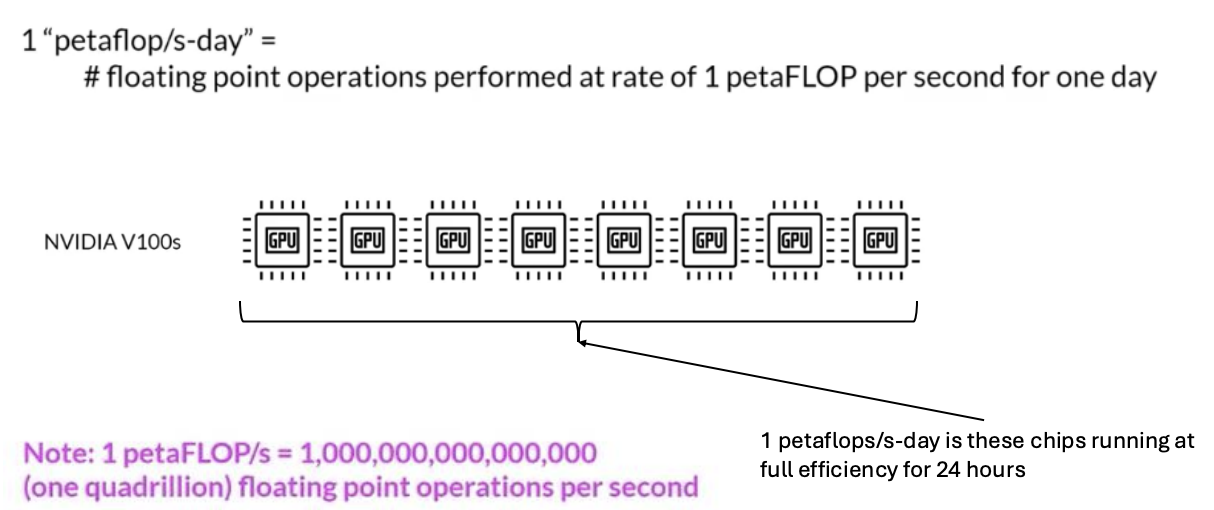 1 “petaflop/s-day” =
# floating point operations performed at rate of 1 petaFLOP per second for one day
NVIDIA V100s
GPU GPU GPU GPU GPU GPU GPU GPU
Note: 1 petaFLOP/s = 1,000,000,000,000,000
(one quadrillion) floating point operations per second
1 petaflops/s-day is these chips running at
full efficiency for 24 hours